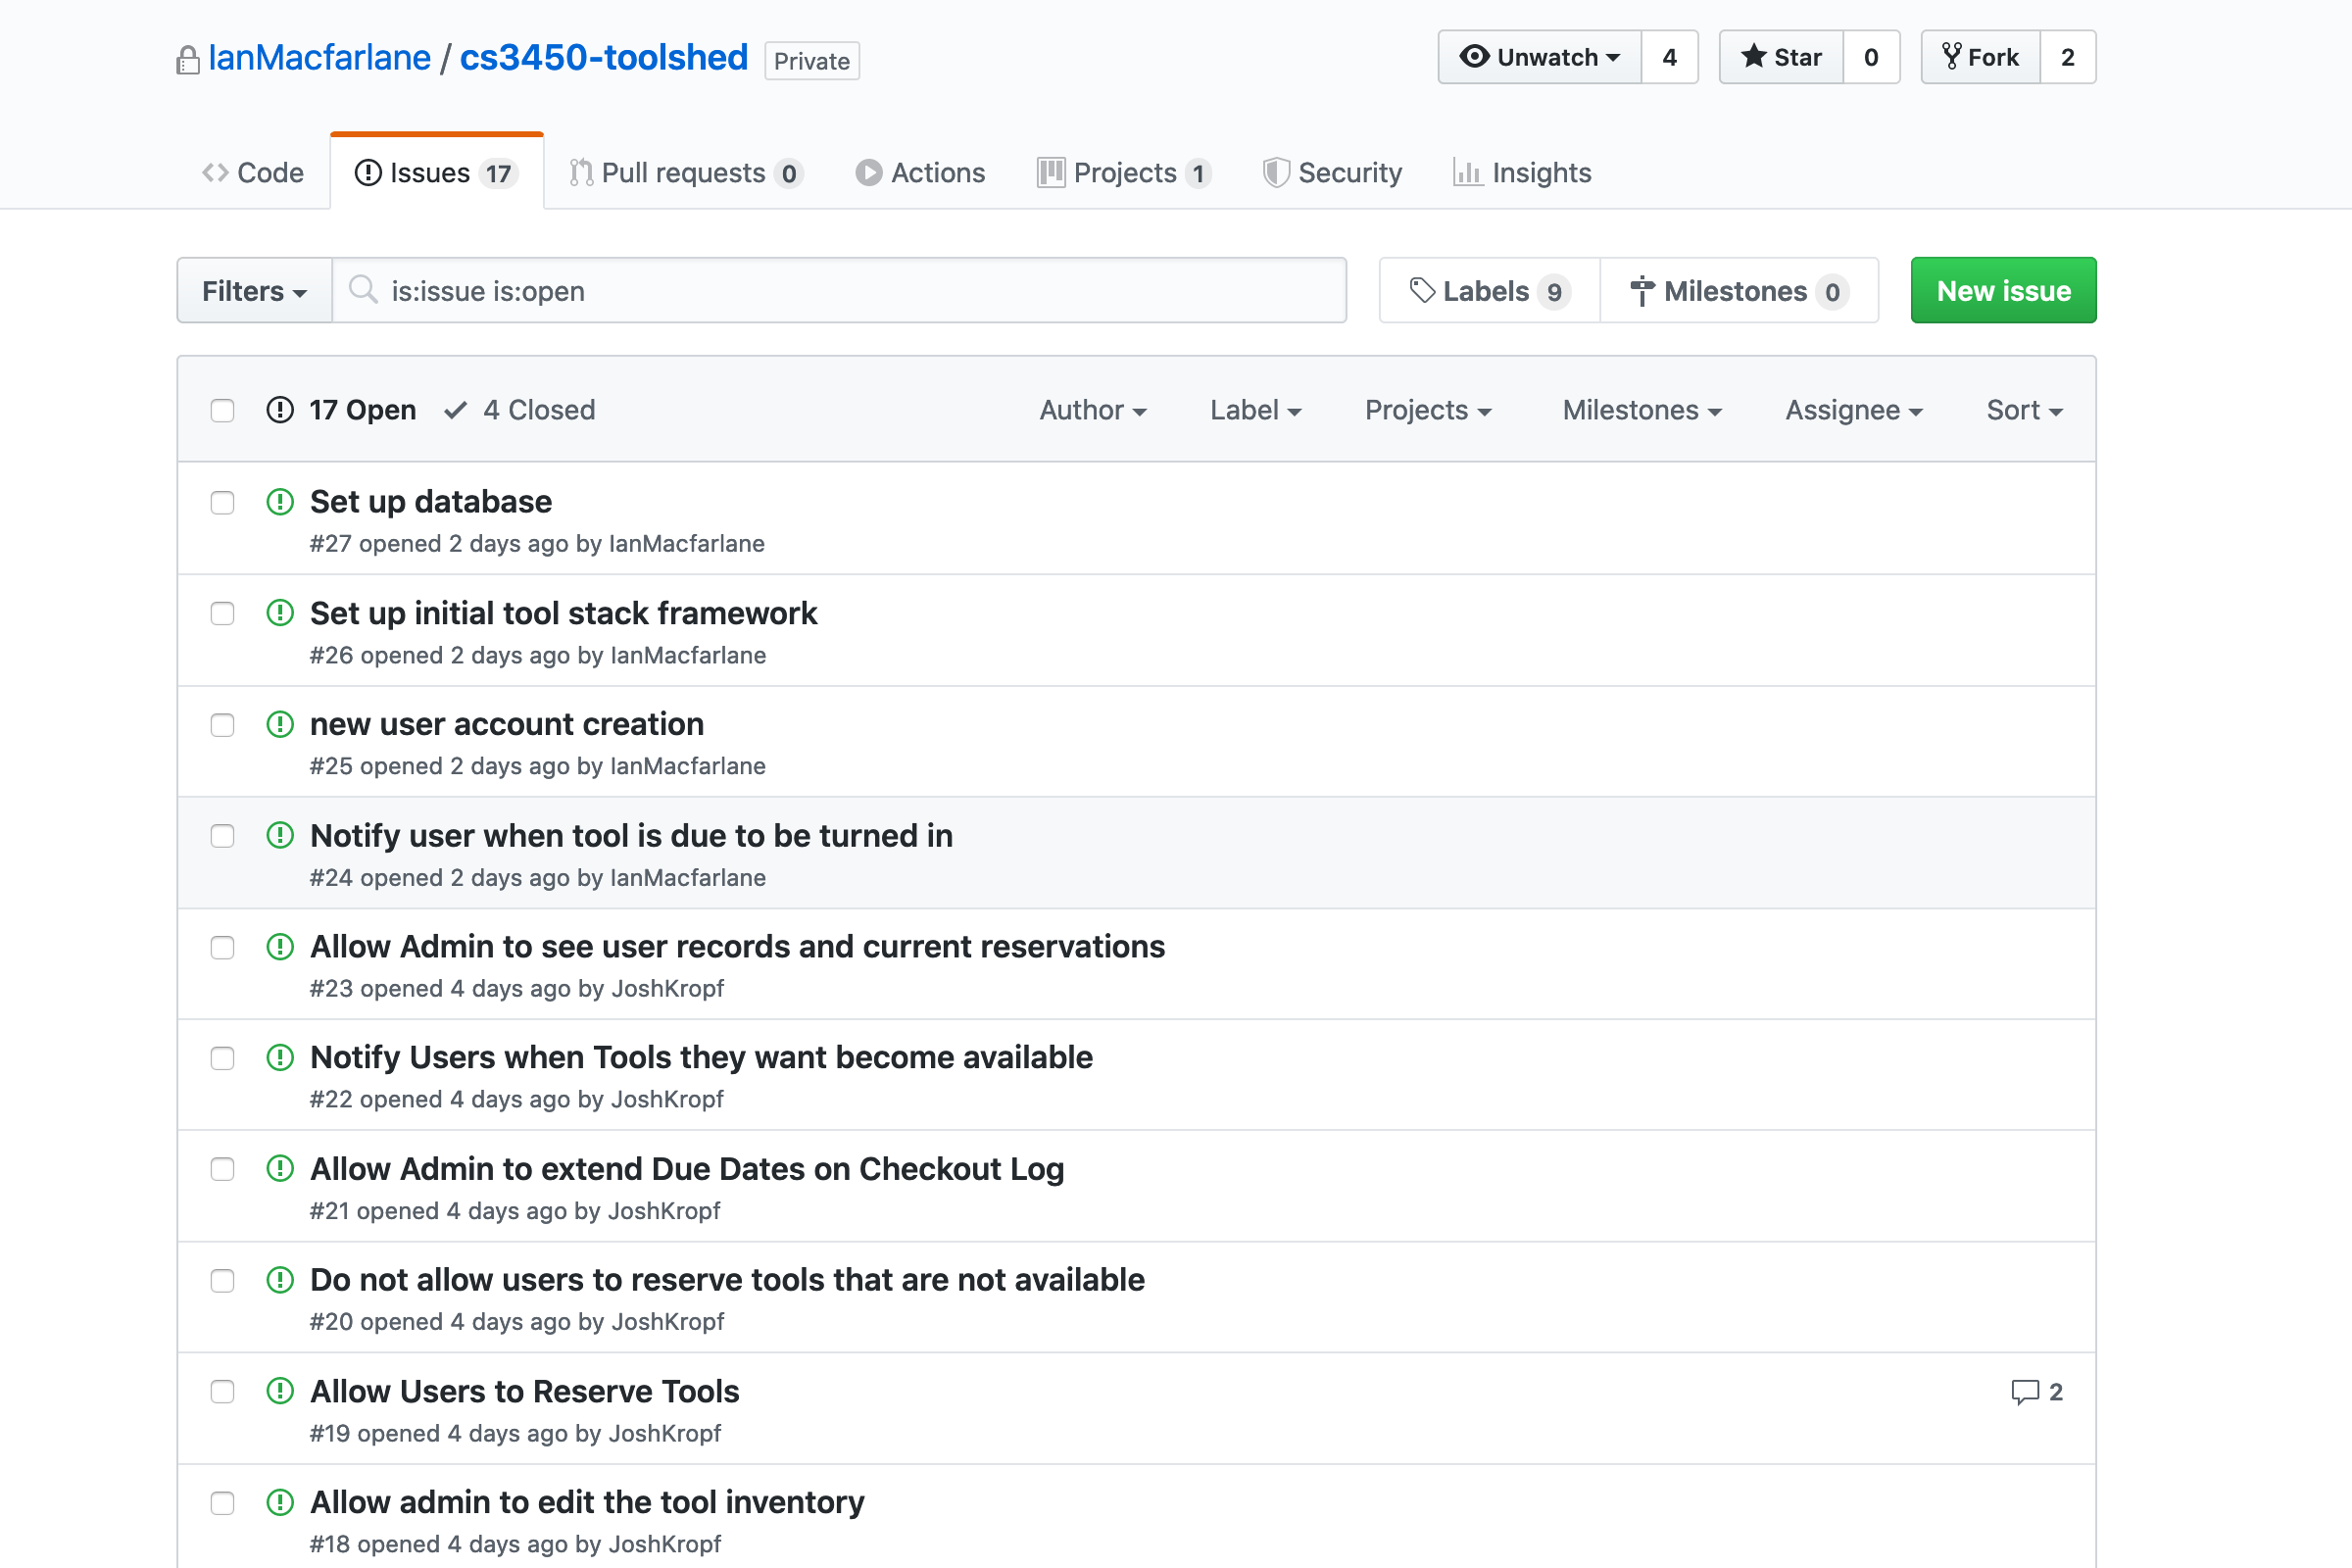 IanMacfarlane / cs3450-toolshed Private Unwatch 4 Star 0 Fork 2
Code Issues 17 Pull requests 0 Actions Projects 1 Security Insights
Filters is:issue is:open Labels 9 Milestones 0 New issue
17 Open 4 Closed Author Label Projects Milestones Assignee Sort
Set up database
#27 opened 2 days ago by IanMacfarlane
Set up initial tool stack framework
#26 opened 2 days ago by IanMacfarlane
new user account creation
#25 opened 2 days ago by IanMacfarlane
Notify user when tool is due to be turned in
#24 opened 2 days ago by IanMacfarlane
Allow Admin to see user records and current reservations
#23 opened 4 days ago by JoshKropf
Notify Users when Tools they want become available
#22 opened 4 days ago by JoshKropf
Allow Admin to extend Due Dates on Checkout Log
#21 opened 4 days ago by JoshKropf
Do not allow users to reserve tools that are not available
#20 opened 4 days ago by JoshKropf
Allow Users to Reserve Tools 2
#19 opened 4 days ago by JoshKropf
Allow admin to edit the tool inventory
#18 opened 4 days ago by JoshKropf